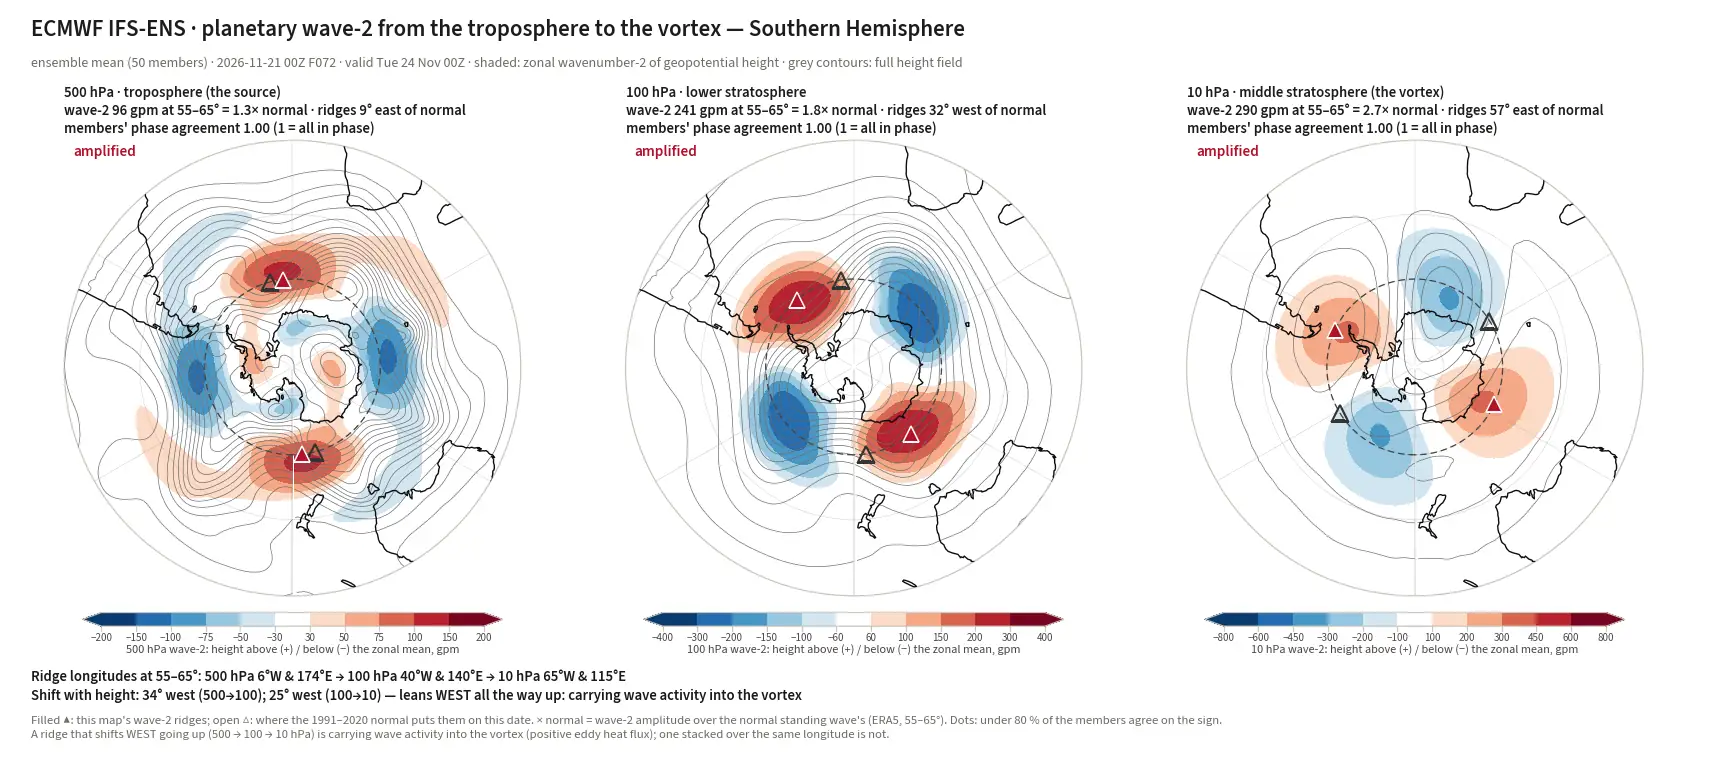 ECMWF IFS-ENS · planetary wave-2 from the troposphere to the vortex — Southern Hemisphere
ensemble mean (50 members) · 2026-11-21 00Z F072 · valid Tue 24 Nov 00Z · shaded: zonal wavenumber-2 of geopotential height · grey contours: full height field
500 hPa · troposphere (the source)
wave-2 96 gpm at 55–65° = 1.3× normal · ridges 9° east of normal
members' phase agreement 1.00 (1 = all in phase)
amplified
100 hPa · lower stratosphere
wave-2 241 gpm at 55–65° = 1.8× normal · ridges 32° west of normal
members' phase agreement 1.00 (1 = all in phase)
amplified
10 hPa · middle stratosphere (the vortex)
wave-2 290 gpm at 55–65° = 2.7× normal · ridges 57° east of normal
members' phase agreement 1.00 (1 = all in phase)
amplified
−200 −150 −100 −75 −50 −30 30 50 75 100 150 200
500 hPa wave-2: height above (+) / below (−) the zonal mean, gpm
−400 −300 −200 −150 −100 −60 60 100 150 200 300 400
100 hPa wave-2: height above (+) / below (−) the zonal mean, gpm
−800 −600 −450 −300 −200 −100 100 200 300 450 600 800
10 hPa wave-2: height above (+) / below (−) the zonal mean, gpm
Ridge longitudes at 55–65°: 500 hPa 6°W & 174°E → 100 hPa 40°W & 140°E → 10 hPa 65°W & 115°E
Shift with height: 34° west (500→100); 25° west (100→10) — leans WEST all the way up: carrying wave activity into the vortex
Filled ▲: this map's wave-2 ridges; open △: where the 1991–2020 normal puts them on this date. × normal = wave-2 amplitude over the normal standing wave's (ERA5, 55–65°). Dots: under 80 % of the members agree on the sign.
A ridge that shifts WEST going up (500 → 100 → 10 hPa) is carrying wave activity into the vortex (positive eddy heat flux); one stacked over the same longitude is not.